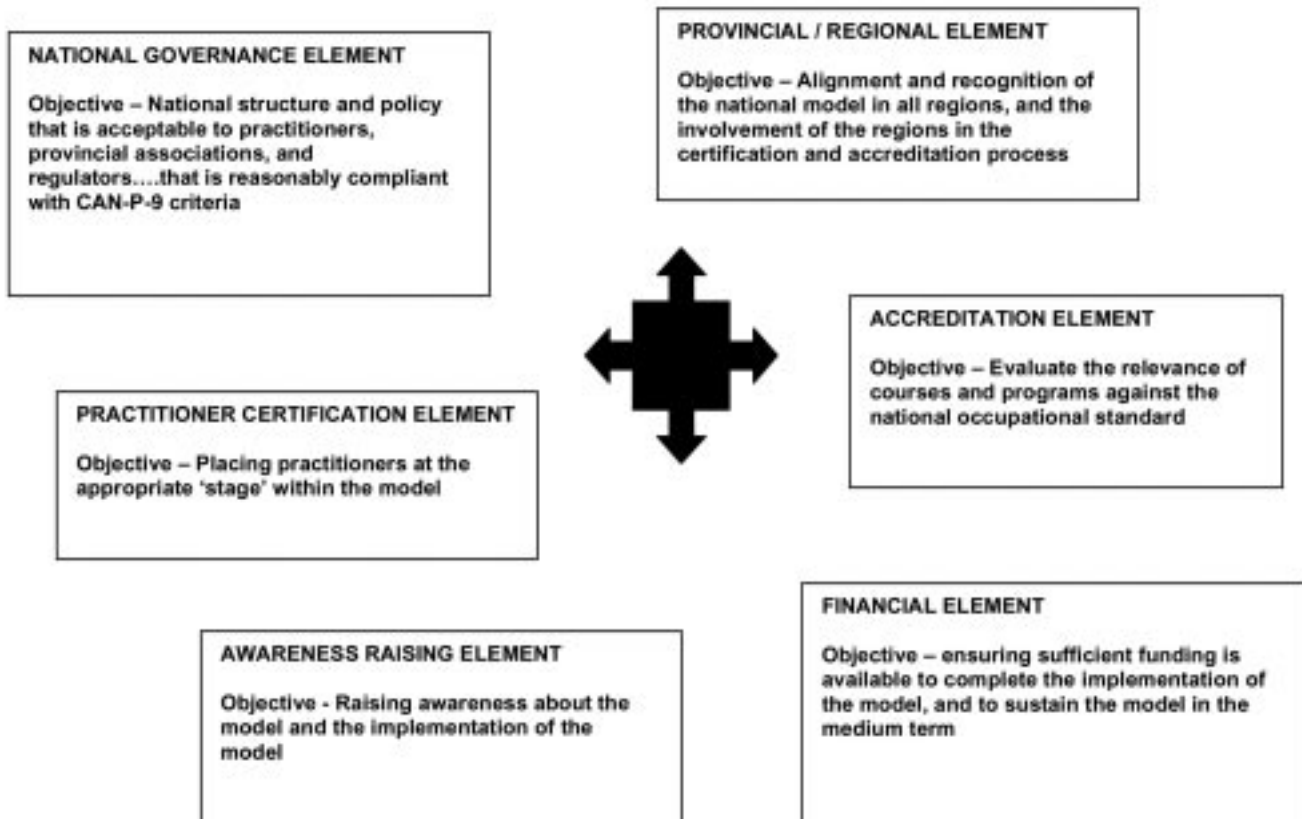 NATIONAL GOVERNANCE ELEMENT
Objective – National structure and policy
that is acceptable to practitioners,
provincial associations, and
regulators....that is reasonably compliant
with CAN-P-9 criteria
PROVINCIAL / REGIONAL ELEMENT
Objective – Alignment and recognition of
the national model in all regions, and the
involvement of the regions in the
certification and accreditation process
ACCREDITATION ELEMENT
Objective – Evaluate the relevance of
courses and programs against the
national occupational standard
PRACTITIONER CERTIFICATION ELEMENT
Objective – Placing practitioners at the
appropriate ‘stage’ within the model
FINANCIAL ELEMENT
Objective – ensuring sufficient funding is
available to complete the implementation of
the model, and to sustain the model in the
medium term
AWARENESS RAISING ELEMENT
Objective - Raising awareness about the
model and the implementation of the
model